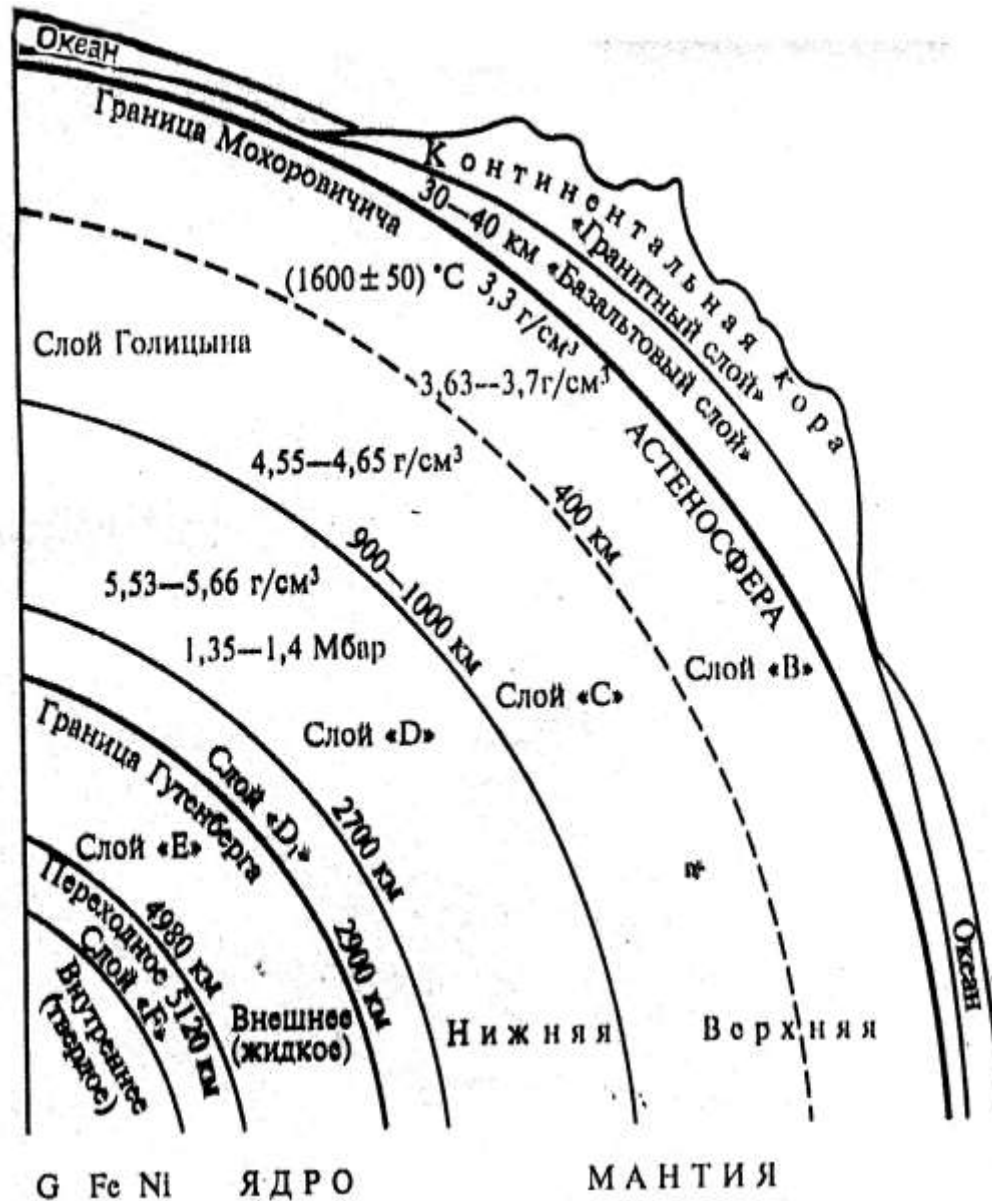 Океан
Граница Мохоровичича
Континентальная кора
«Гранитный слой»
30—40 км «Базальтовый слой»
(1600±50) °С 3,3 г/см³
Слой Голицына
3,63—3,7г/см³
АСТЕНОСФЕРА
4,55—4,65 г/см³
400 км
900—1000 км
5,53—5,66 г/см³
1,35—1,4 Мбар
Слой «В»
Слой «С»
Слой «D»
Граница Гутенберга
Слой «D₁»
2700 км
Слой «Е»
2900 км
4980 км
Переходное 5120 км
Слой «F»
Внутреннее
(твердое)
Внешнее
(жидкое)
Нижняя
Верхняя
Океан
G Fe Ni ЯДРО МАНТИЯ